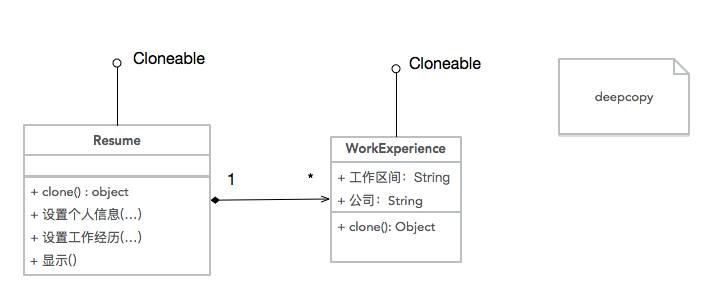 Cloneable
Cloneable
deepcopy
Resume
+ clone() : object
+ 设置个人信息(...)
+ 设置工作经历(...)
+ 显示()
1
*
WorkExperience
+ 工作区间：String
+ 公司：String
+ clone(): Object